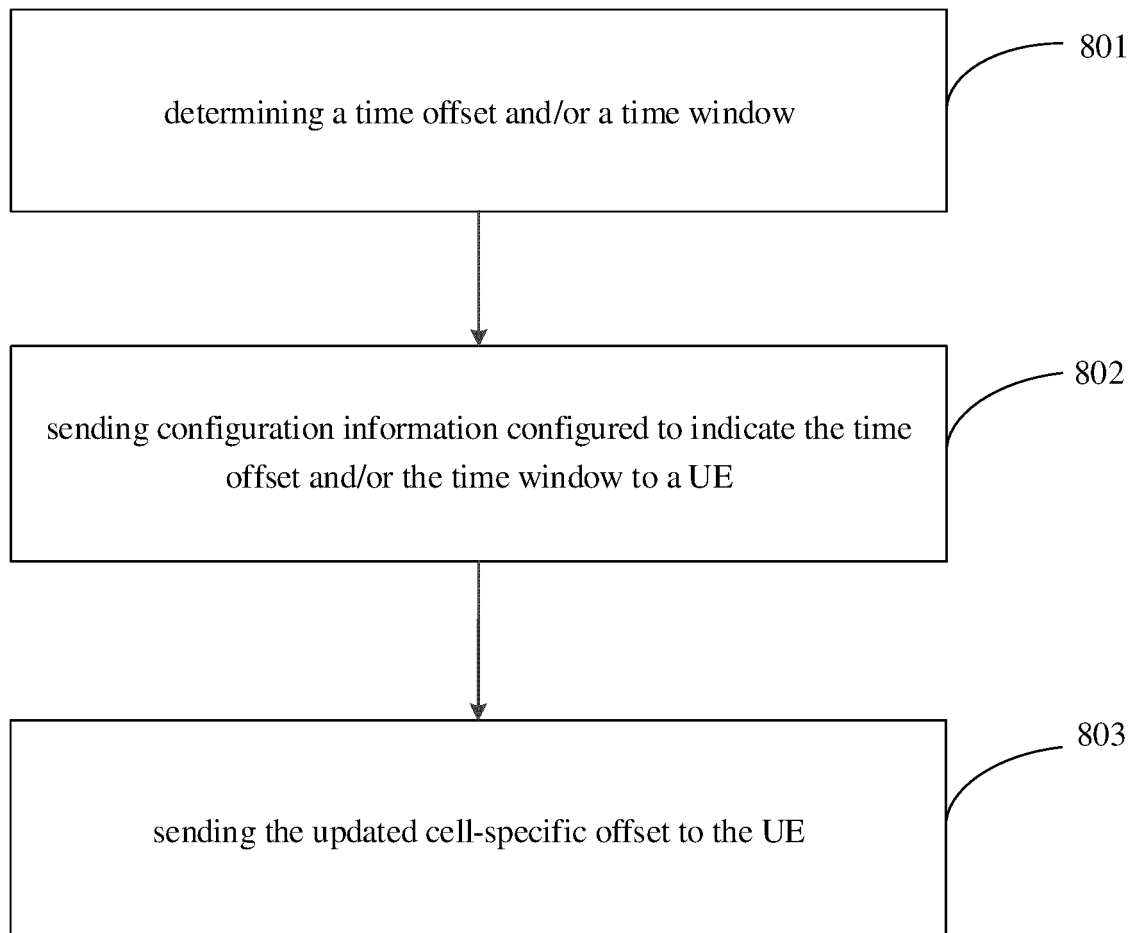 determining a time offset and/or a time window
801
sending configuration information configured to indicate the time
offset and/or the time window to a UE
802
sending the updated cell-specific offset to the UE
803